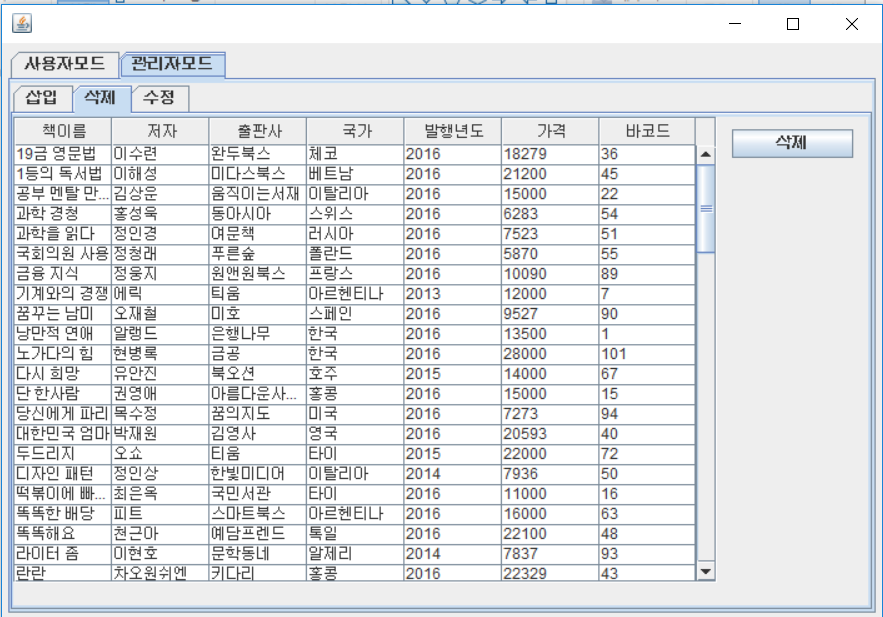 사용자모드 관리자모드
삽입 삭제 수정
책이름 저자 출판사 국가 발행년도 가격 바코드
삭제
19금 영문법 이수련 완두북스 체코 2016 18279 36
1등의 독서법 이해성 미다스북스 베트남 2016 21200 45
공부 멘탈 만... 김상운 움직이는서재 이탈리아 2016 15000 22
과학 경청 홍성욱 동아시아 스위스 2016 6283 54
과학을 읽다 정인경 여문책 러시아 2016 7523 51
국회의원 사용 정청래 푸른숲 폴란드 2016 5870 55
금융 지식 정웅지 원앤원북스 프랑스 2016 10090 89
기계와의 경쟁 에릭 틔움 아르헨티나 2013 12000 7
꿈꾸는 남미 오재철 미호 스페인 2016 9527 90
낭만적 연애 알랭드 은행나무 한국 2016 13500 1
노가다의 힘 현병록 금공 한국 2016 28000 101
다시 희망 유안진 북오션 호주 2015 14000 67
단 한사람 권영애 아름다운사... 홍콩 2016 15000 15
당신에게 파리 목수정 꿈의지도 미국 2016 7273 94
대한민국 엄마 박재원 김영사 영국 2016 20593 40
두드리지 오쇼 티움 타이 2015 22000 72
디자인 패턴 정인상 한빛미디어 이탈리아 2014 7936 50
떡볶이에 빠... 최은옥 국민서관 타이 2016 11000 16
똑똑한 배당 피트 스마트북스 아르헨티나 2016 16000 63
똑똑해요 천근아 예담프렌드 독일 2016 22100 48
라이터 좀 이현호 문학동네 알제리 2014 7837 93
란란 차오원쉬엔 키다리 홍콩 2016 22329 43